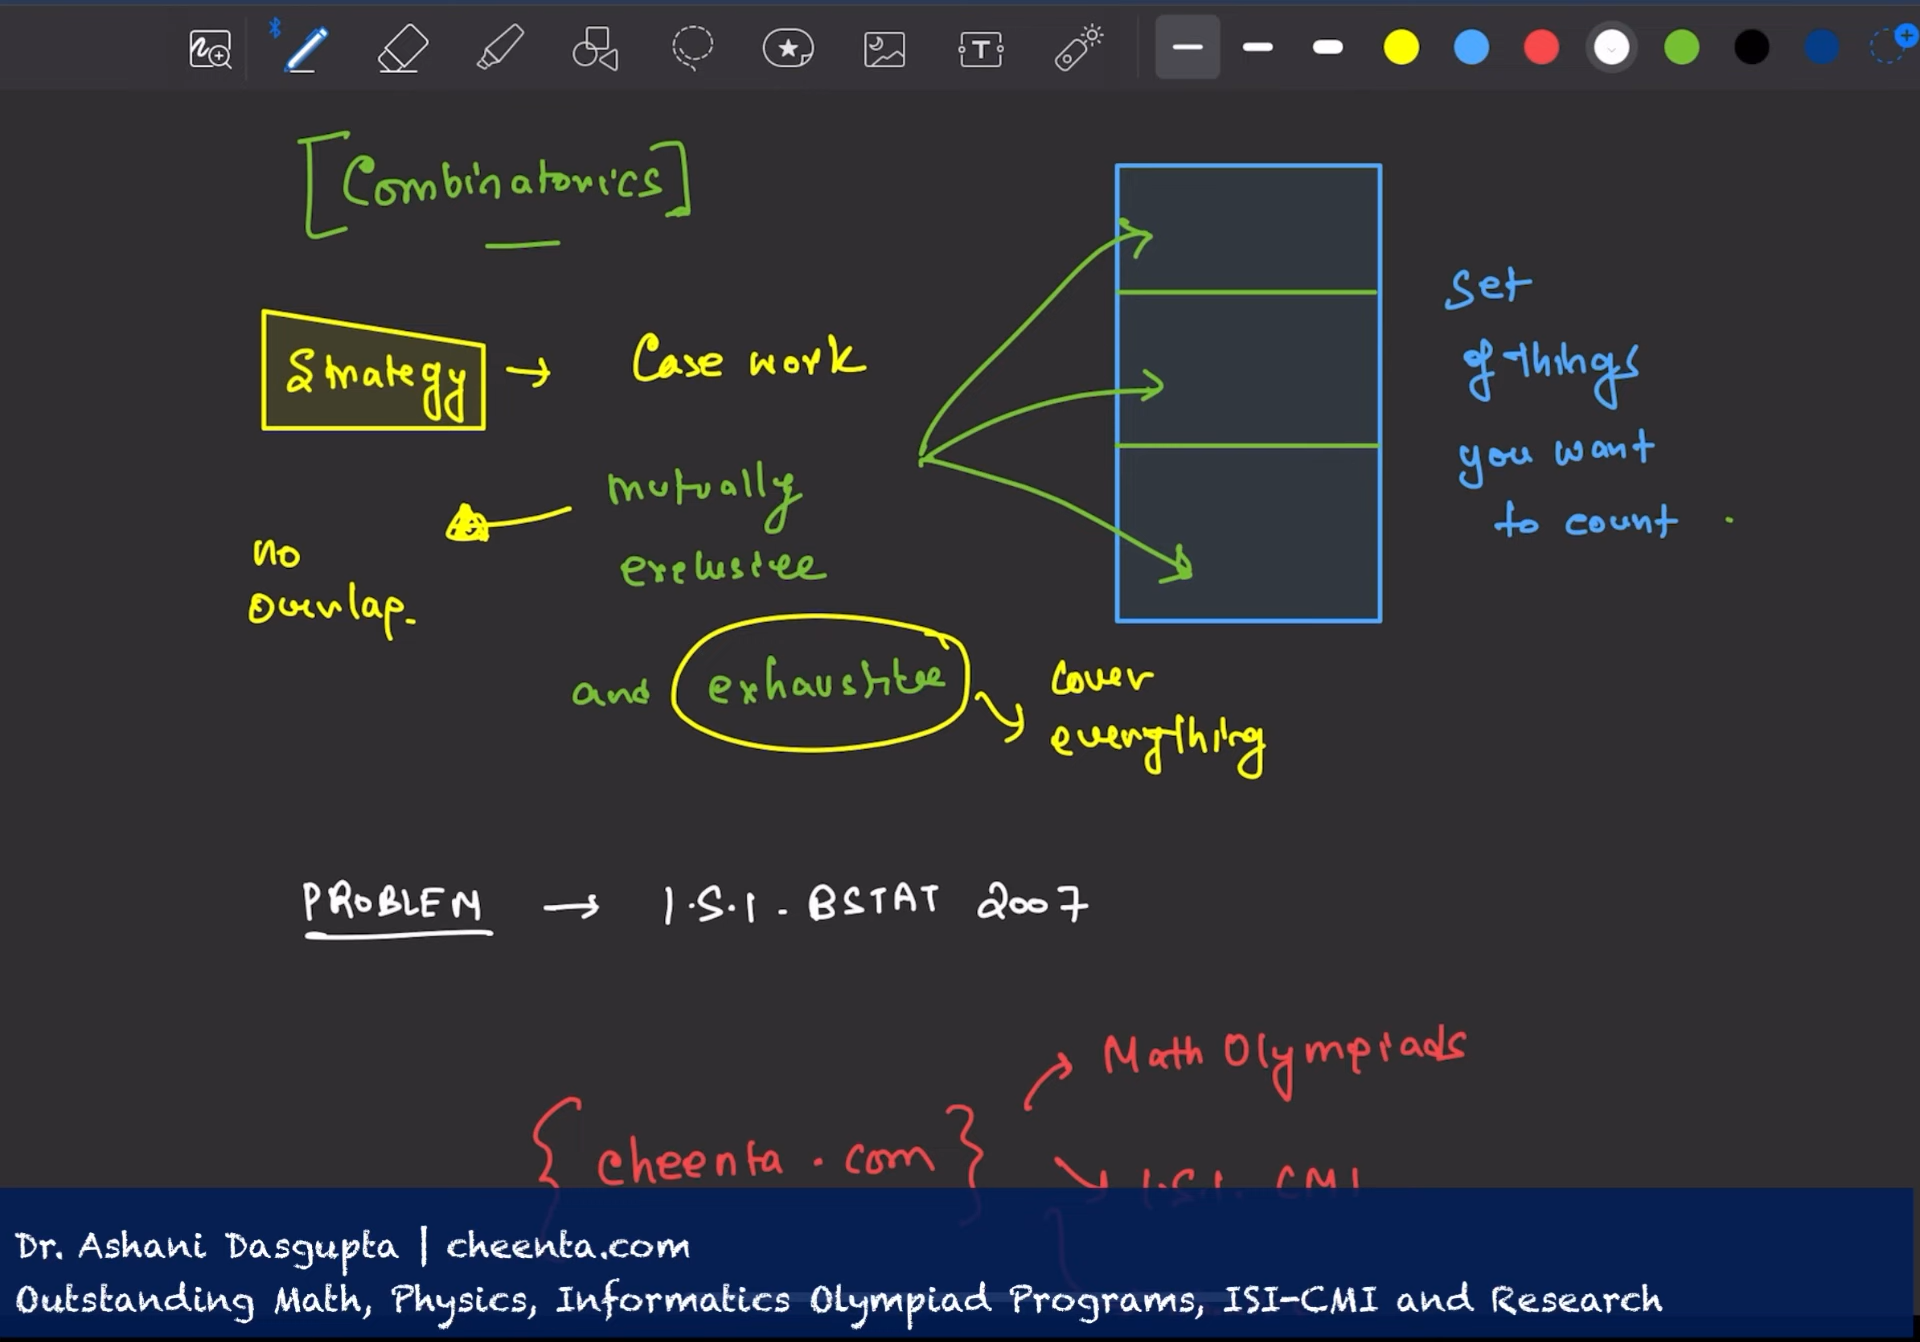 [Combinatorics]
Strategy → Case work
mutually
exclusive
no
overlap.
and exhaustive
cover
everything
Set
of things
you want
to count
PROBLEM → I.S.I. BSTAT 2007
{cheenta.com}
Math Olympiads
I.S.I. CMI
Dr. Ashani Dasgupta | cheenta.com
Outstanding Math, Physics, Informatics Olympiad Programs, ISI-CMI and Research